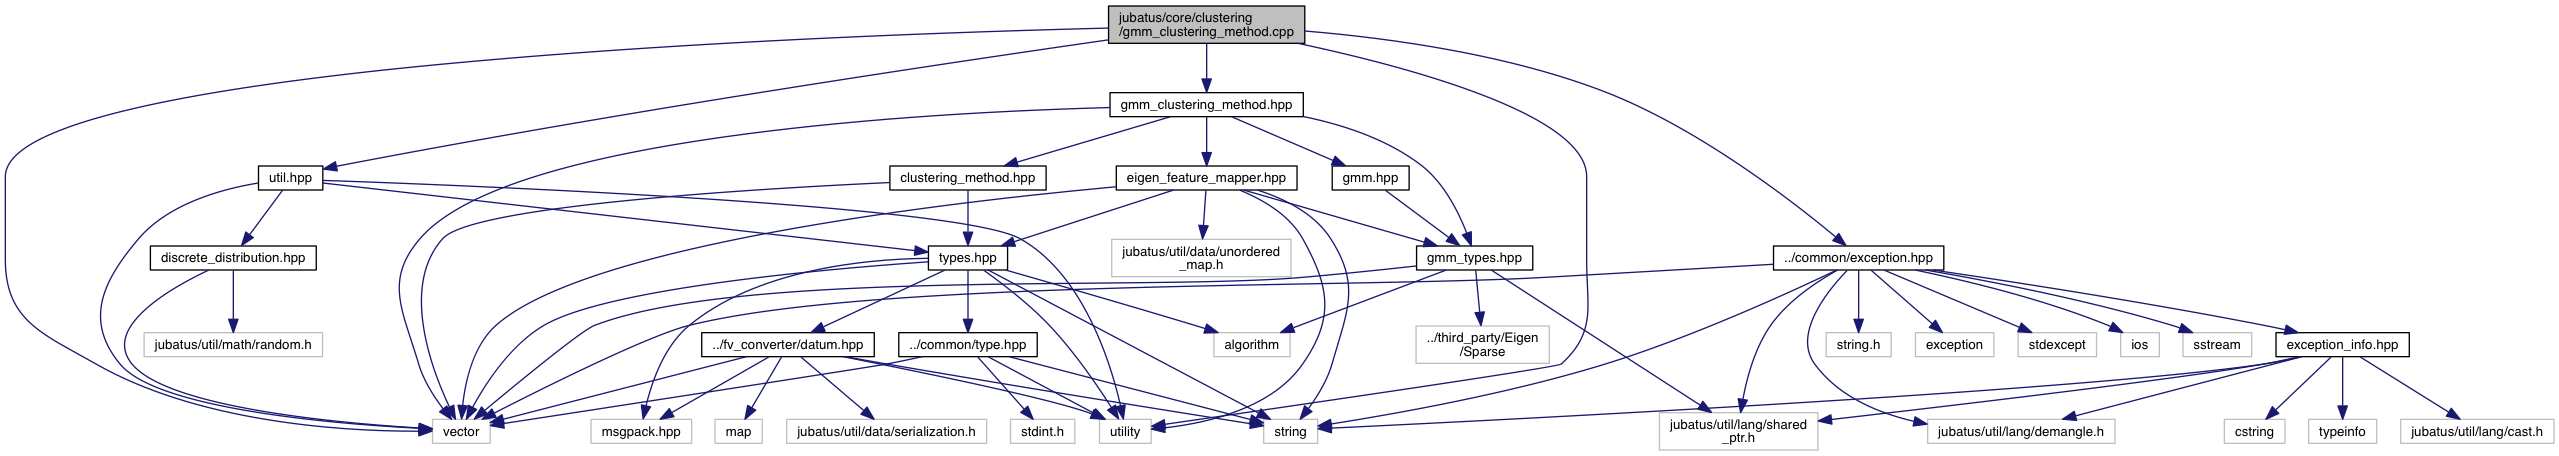 jubatus/core/clustering
/gmm_clustering_method.cpp
gmm_clustering_method.hpp
util.hpp
clustering_method.hpp
eigen_feature_mapper.hpp
gmm.hpp
discrete_distribution.hpp
types.hpp
jubatus/util/data/unordered
_map.h
gmm_types.hpp
../common/exception.hpp
jubatus/util/math/random.h
../fv_converter/datum.hpp
../common/type.hpp
algorithm
../third_party/Eigen
/Sparse
string.h
exception
stdexcept
ios
sstream
exception_info.hpp
vector
msgpack.hpp
map
jubatus/util/data/serialization.h
stdint.h
utility
string
jubatus/util/lang/shared
_ptr.h
jubatus/util/lang/demangle.h
cstring
typeinfo
jubatus/util/lang/cast.h